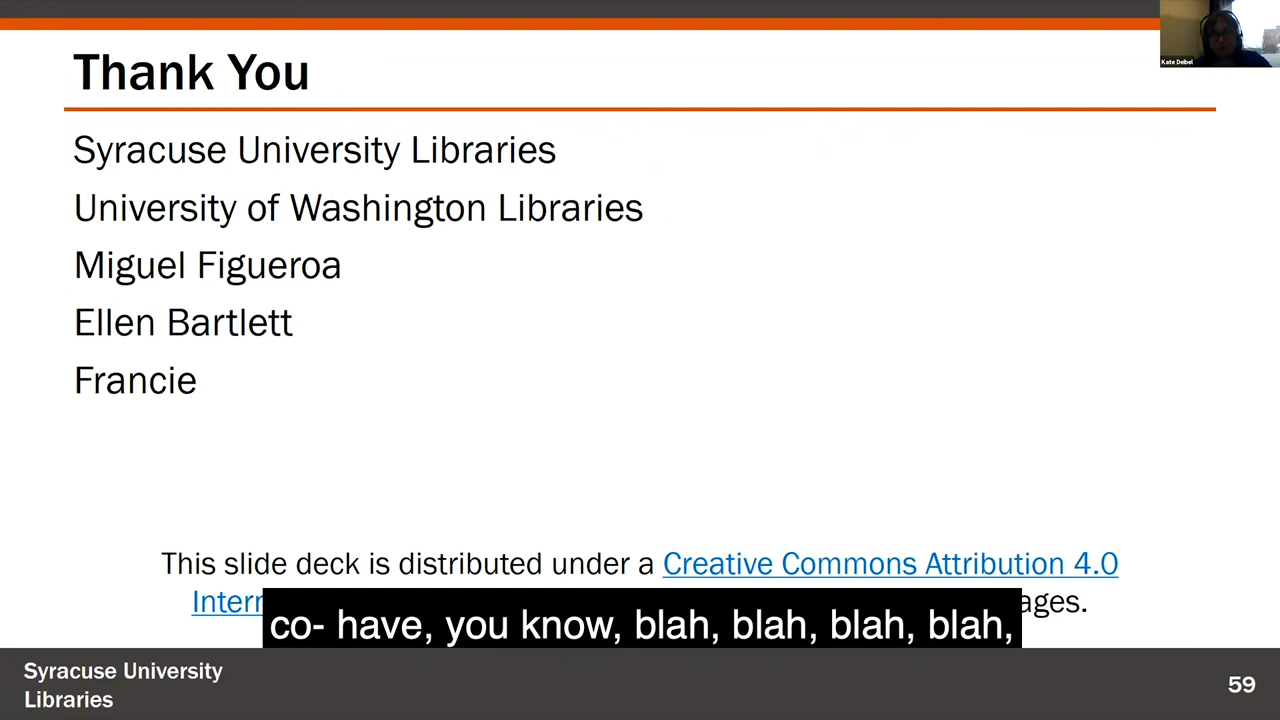 Kate Deibel
Thank You
Syracuse University Libraries
University of Washington Libraries
Miguel Figueroa
Ellen Bartlett
Francie
This slide deck is distributed under a Creative Commons Attribution 4.0
co- have, you know, blah, blah, blah, blah,
Syracuse University
Libraries
59